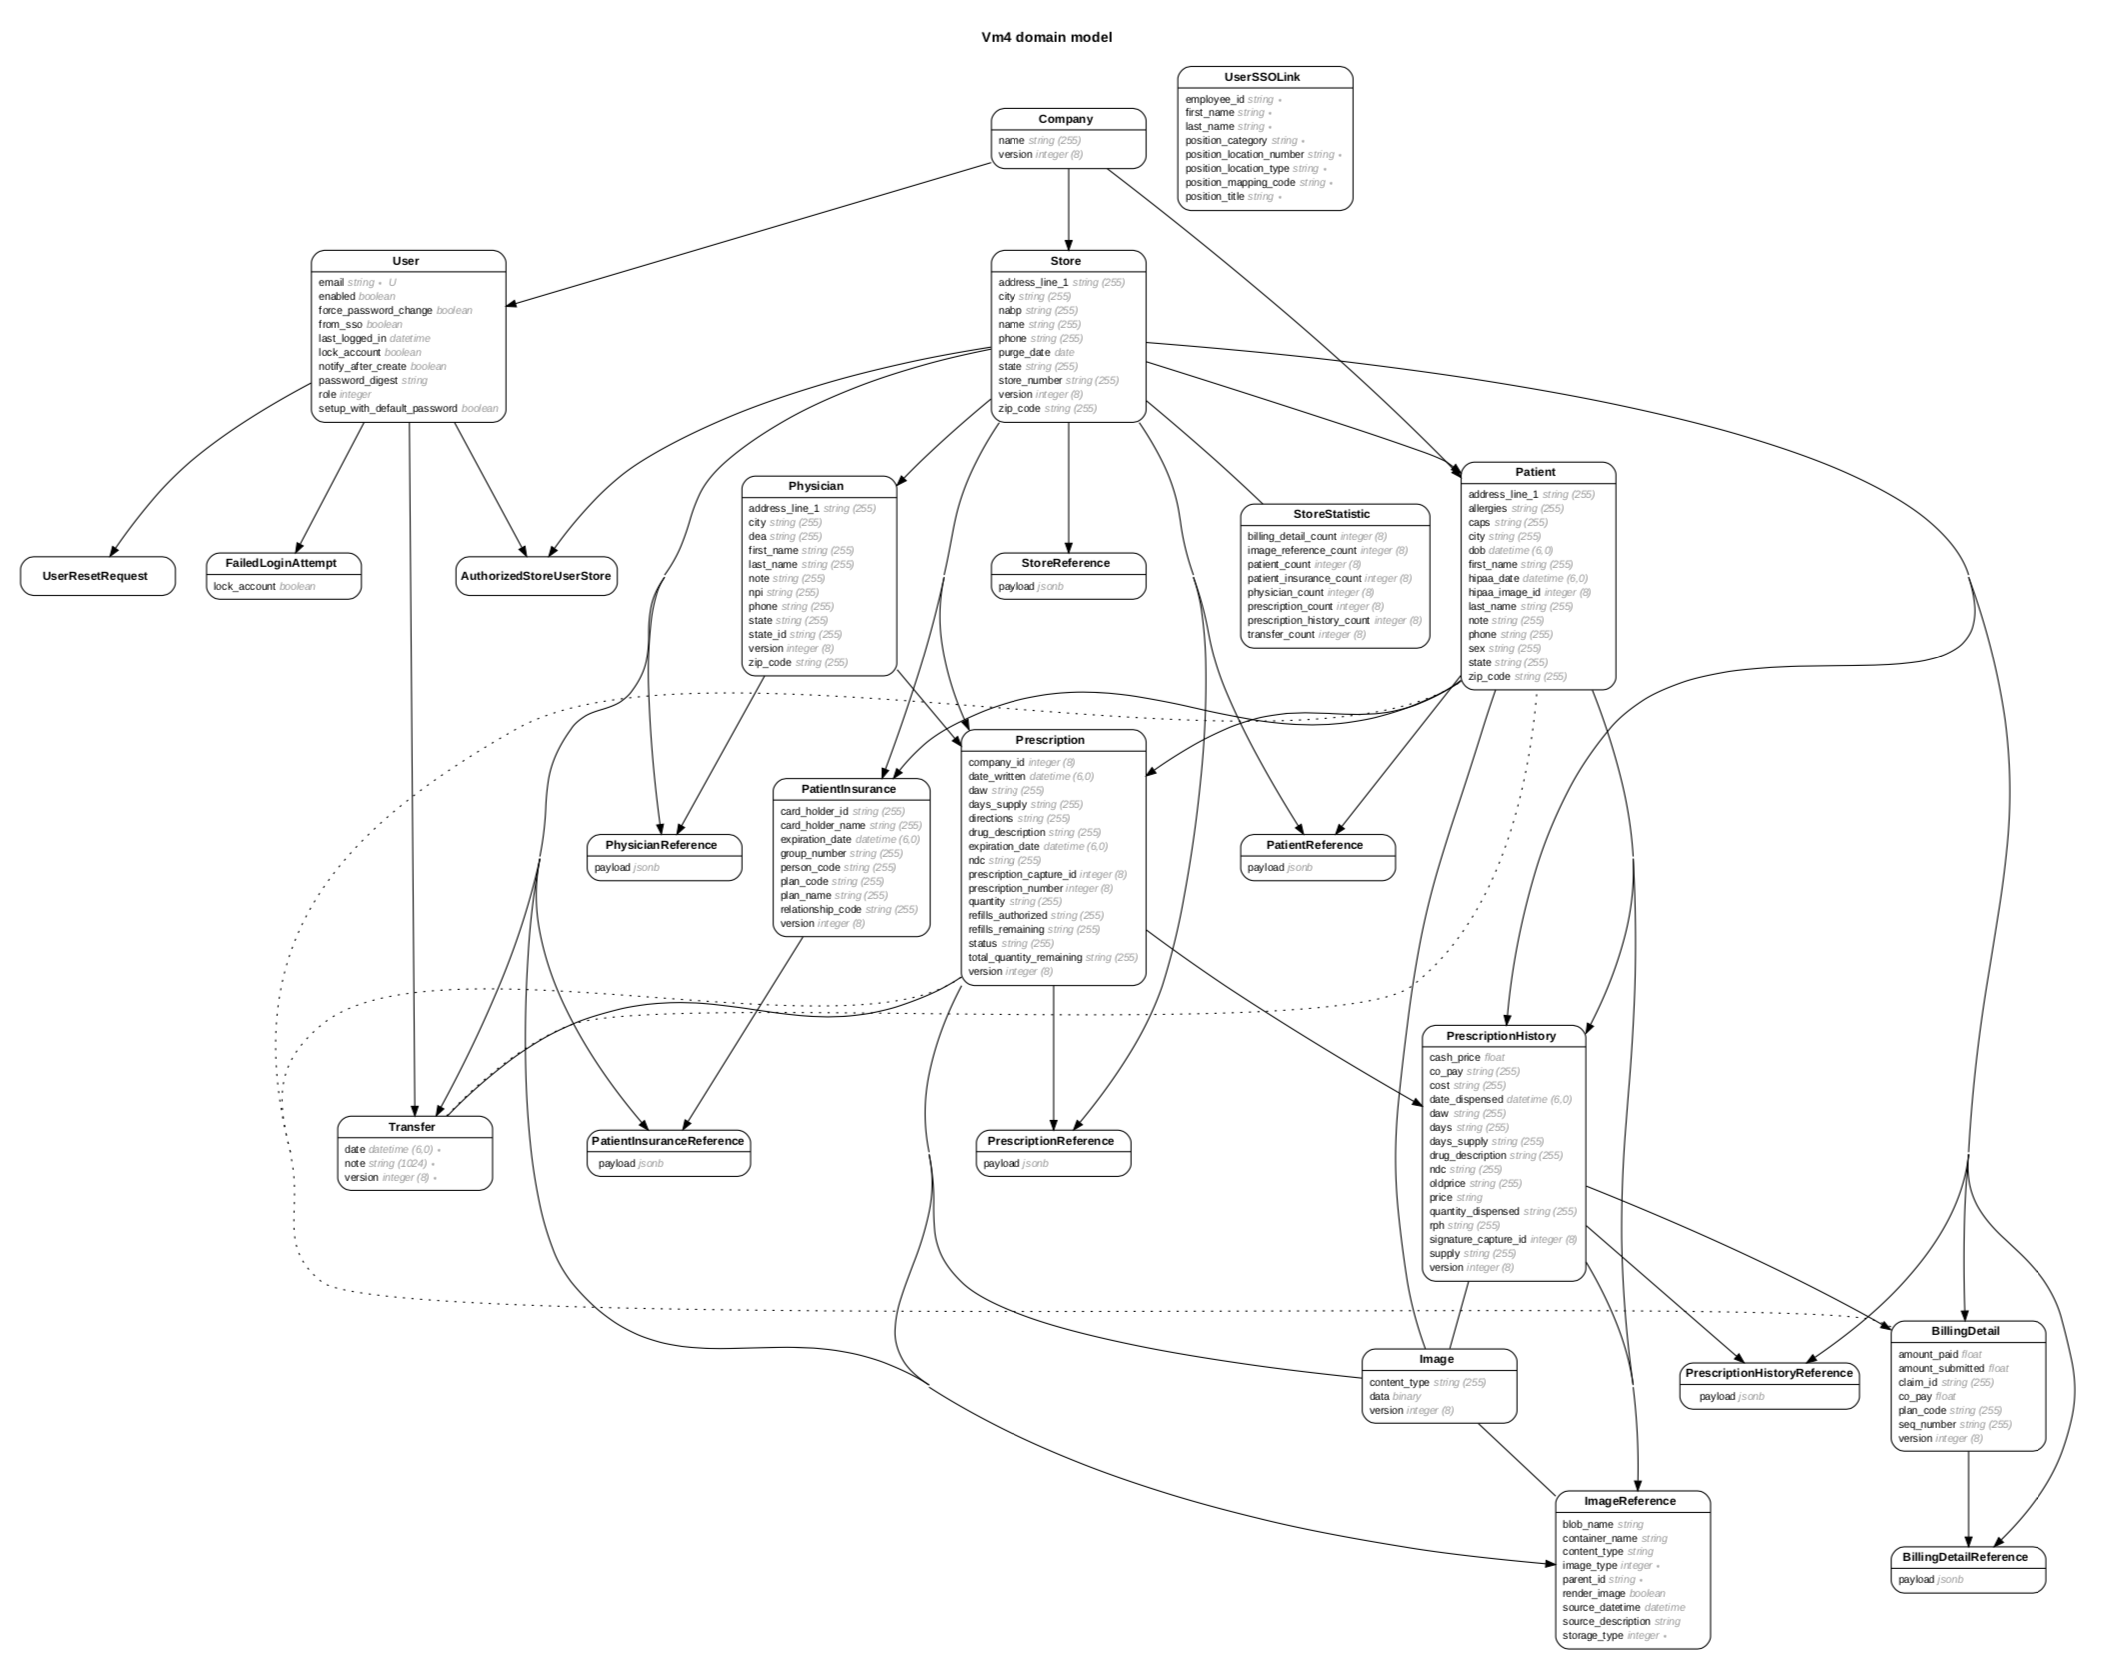 Vm4 domain model
UserSSOLink
employee_id string •
first_name string •
last_name string •
position_category string •
position_location_number string •
position_location_type string •
position_mapping_code string •
position_title string •
Company
name string (255)
version integer (8)
User
email string • U
enabled boolean
force_password_change boolean
from_sso boolean
last_logged_in datetime
lock_account boolean
notify_after_create boolean
password_digest string
role integer
setup_with_default_password boolean
Store
address_line_1 string (255)
city string (255)
nabp string (255)
name string (255)
phone string (255)
purge_date date
state string (255)
store_number string (255)
version integer (8)
zip_code string (255)
Physician
address_line_1 string (255)
city string (255)
dea string (255)
first_name string (255)
last_name string (255)
note string (255)
npi string (255)
phone string (255)
state string (255)
state_id string (255)
version integer (8)
zip_code string (255)
Patient
address_line_1 string (255)
allergies string (255)
caps string (255)
city string (255)
dob datetime (6,0)
first_name string (255)
hipaa_date datetime (6,0)
hipaa_image_id integer (8)
last_name string (255)
note string (255)
phone string (255)
sex string (255)
state string (255)
zip_code string (255)
StoreStatistic
billing_detail_count integer (8)
image_reference_count integer (8)
patient_count integer (8)
patient_insurance_count integer (8)
physician_count integer (8)
prescription_count integer (8)
prescription_history_count integer (8)
transfer_count integer (8)
UserResetRequest
FailedLoginAttempt
lock_account boolean
AuthorizedStoreUserStore
StoreReference
payload jsonb
Prescription
company_id integer (8)
date_written datetime (6,0)
daw string (255)
days_supply string (255)
directions string (255)
drug_description string (255)
expiration_date datetime (6,0)
ndc string (255)
prescription_capture_id integer (8)
prescription_number integer (8)
quantity string (255)
refills_authorized string (255)
refills_remaining string (255)
status string (255)
total_quantity_remaining string (255)
version integer (8)
PatientInsurance
card_holder_id string (255)
card_holder_name string (255)
expiration_date datetime (6,0)
group_number string (255)
person_code string (255)
plan_code string (255)
plan_name string (255)
relationship_code string (255)
version integer (8)
PhysicianReference
payload jsonb
PatientReference
payload jsonb
PrescriptionHistory
cash_price float
co_pay string (255)
cost string (255)
date_dispensed datetime (6,0)
daw string (255)
days string (255)
days_supply string (255)
drug_description string (255)
ndc string (255)
oldprice string (255)
price string
quantity_dispensed string (255)
rph string (255)
signature_capture_id integer (8)
supply string (255)
version integer (8)
Transfer
date datetime (6,0) •
note string (1024) •
version integer (8) •
PatientInsuranceReference
payload jsonb
PrescriptionReference
payload jsonb
BillingDetail
amount_paid float
amount_submitted float
claim_id string (255)
co_pay float
plan_code string (255)
seq_number string (255)
version integer (8)
Image
content_type string (255)
data binary
version integer (8)
PrescriptionHistoryReference
payload jsonb
ImageReference
blob_name string
container_name string
content_type string
image_type integer •
parent_id string •
render_image boolean
source_datetime datetime
source_description string
storage_type integer •
BillingDetailReference
payload jsonb